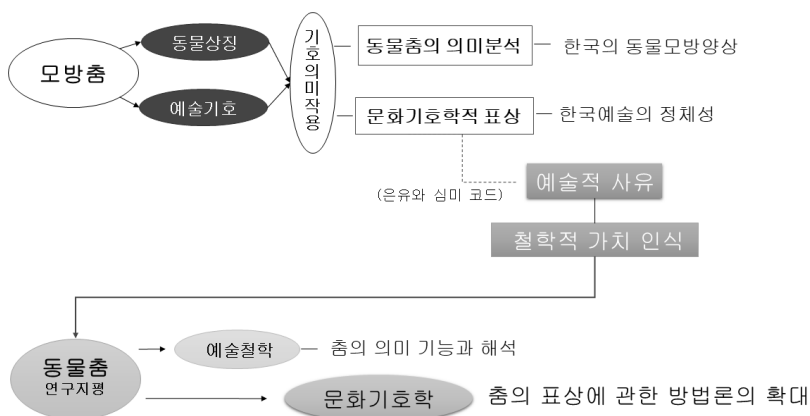 모방춤
동물상징
예술기호
기호의미작용
동물춤의 의미분석
한국의 동물모방양상
문화기호학적 표상
한국예술의 정체성
(은유와 심미 코드)
예술적 사유
철학적 가치 인식
동물춤
연구지평
예술철학
춤의 의미 기능과 해석
문화기호학
춤의 표상에 관한 방법론의 확대